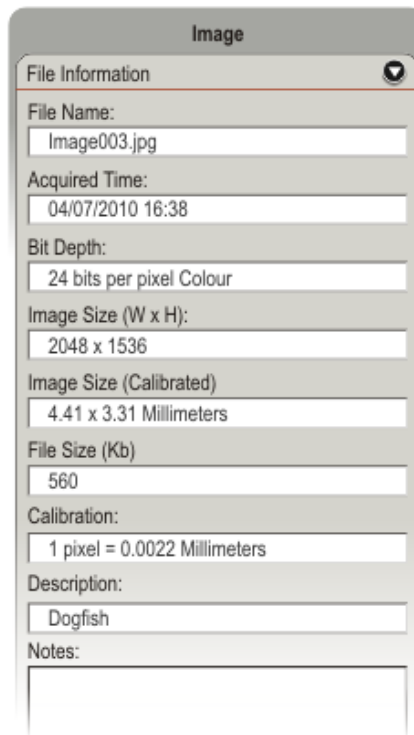 Image
File Information
File Name:
Image003.jpg
Acquired Time:
04/07/2010 16:38
Bit Depth:
24 bits per pixel Colour
Image Size (W x H):
2048 x 1536
Image Size (Calibrated)
4.41 x 3.31 Millimeters
File Size (Kb)
560
Calibration:
1 pixel = 0.0022 Millimeters
Description:
Dogfish
Notes: